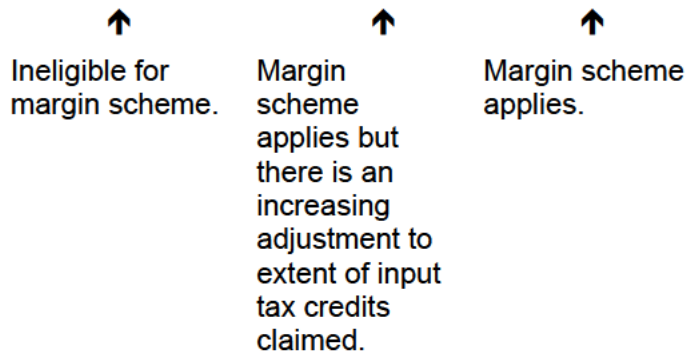 Ineligible for
margin scheme.
Margin
scheme
applies but
there is an
increasing
adjustment to
extent of input
tax credits
claimed.
Margin scheme
applies.